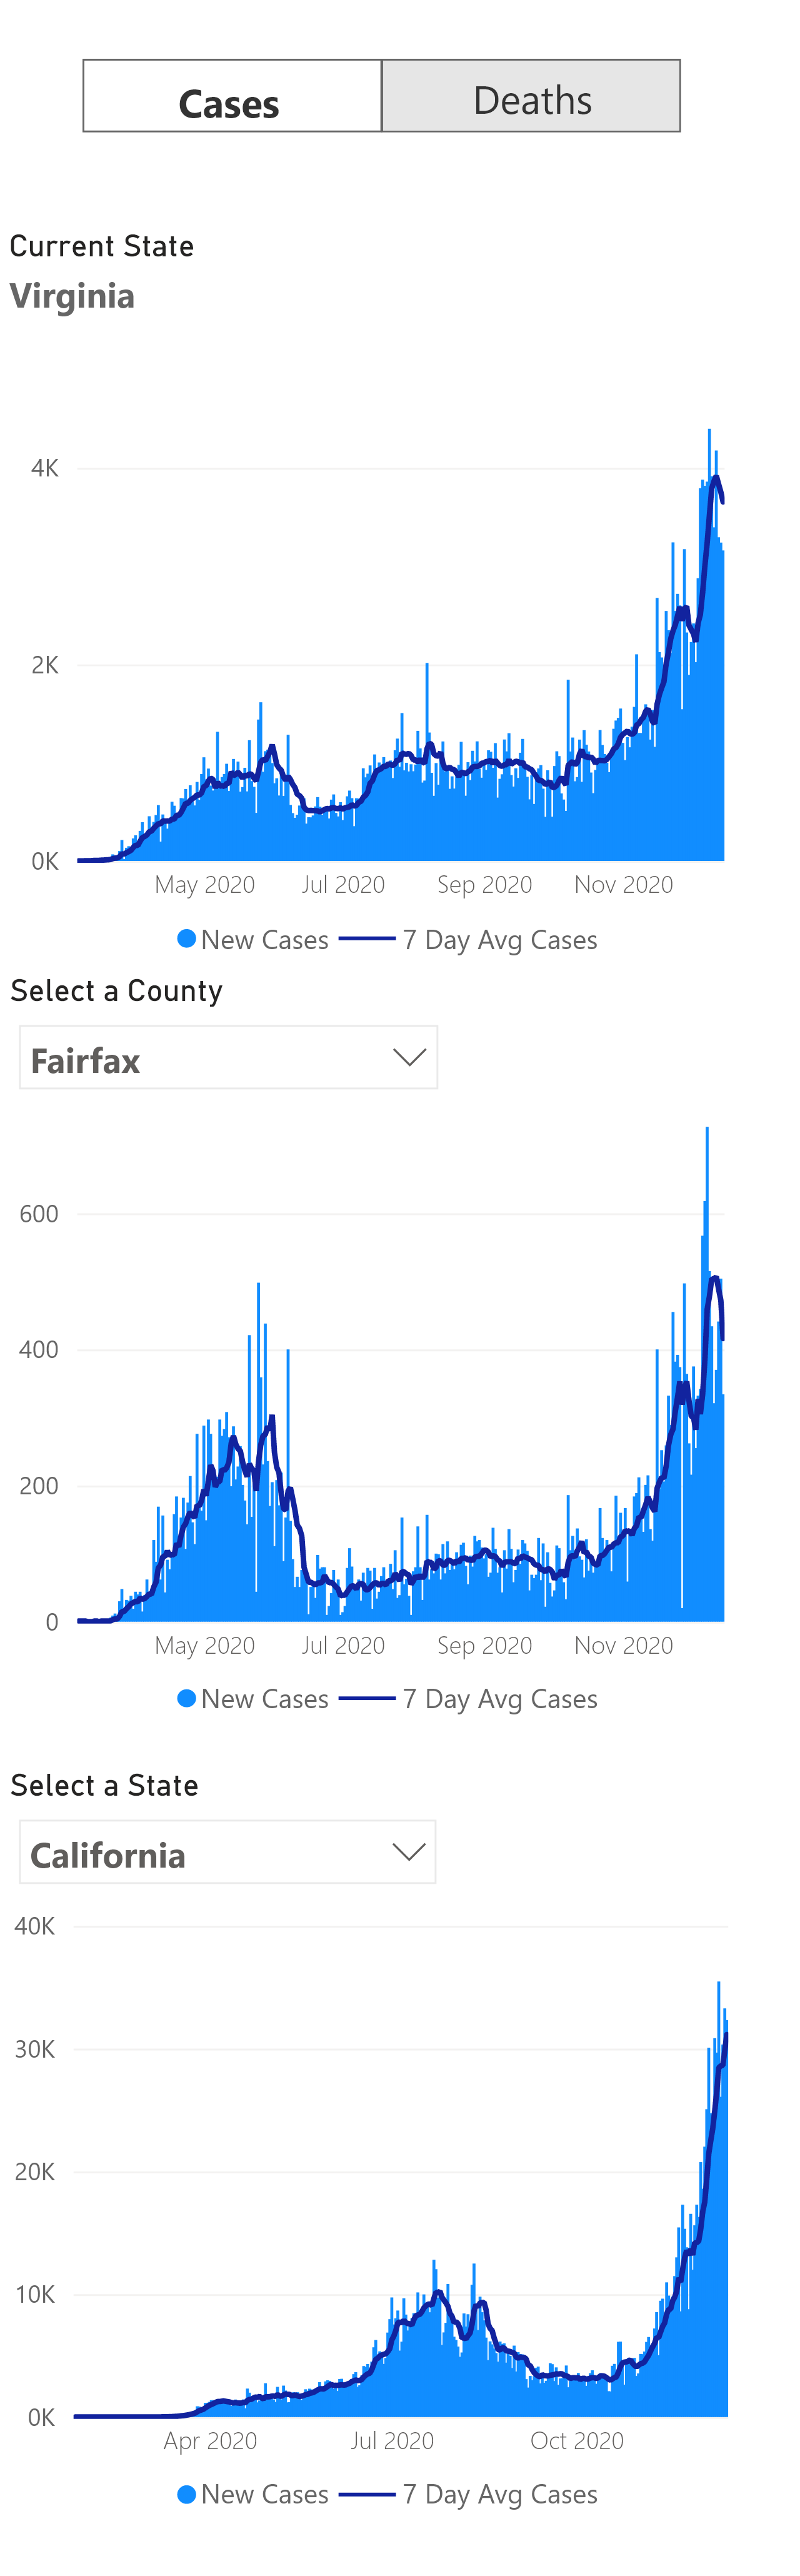 Cases Deaths
Current State
Virginia
4K
2K
0K
May 2020 Jul 2020 Sep 2020 Nov 2020
New Cases 7 Day Avg Cases
Select a County
Fairfax
600
400
200
0
May 2020 Jul 2020 Sep 2020 Nov 2020
New Cases 7 Day Avg Cases
Select a State
California
40K
30K
20K
10K
0K
Apr 2020 Jul 2020 Oct 2020
New Cases 7 Day Avg Cases